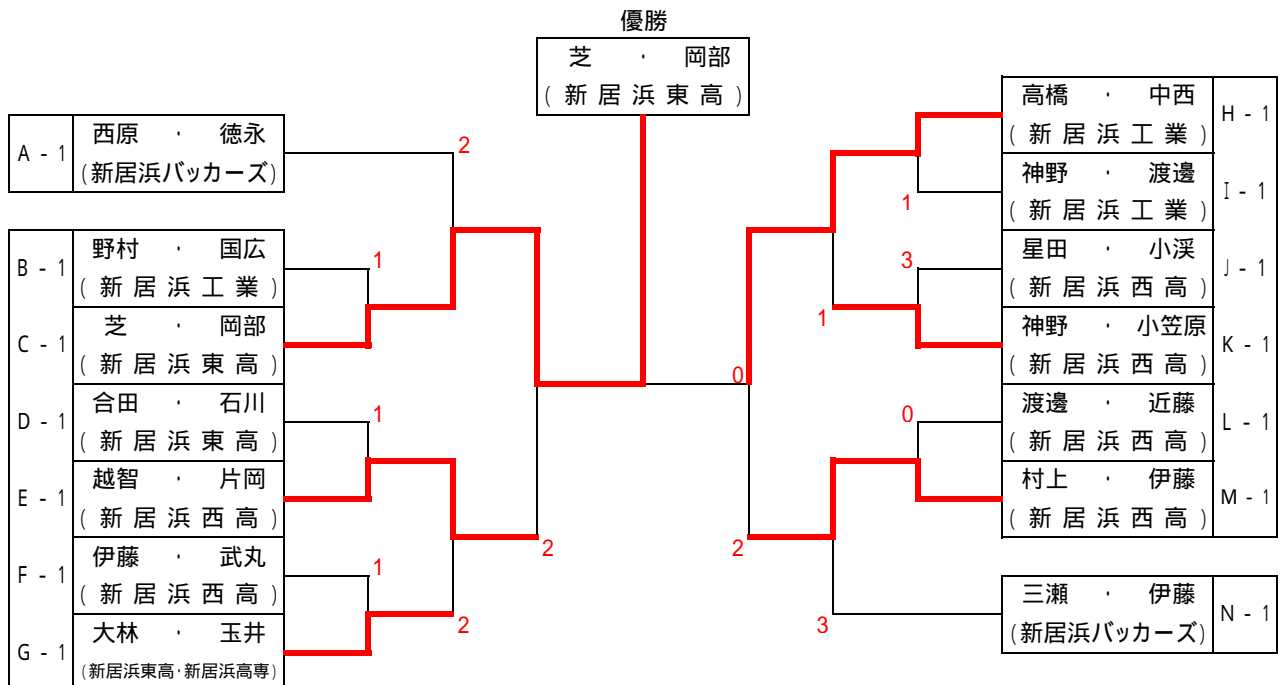 優勝
芝 ・ 岡部
(新居浜東高)
A - 1
西原 ・ 徳永
(新居浜バッカーズ)
2
B - 1
野村 ・ 国広
(新居浜工業)
1
C - 1
芝 ・ 岡部
(新居浜東高)
D - 1
合田 ・ 石川
(新居浜東高)
1
E - 1
越智 ・ 片岡
(新居浜西高)
2
F - 1
伊藤 ・ 武丸
(新居浜西高)
1
2
G - 1
大林 ・ 玉井
(新居浜東高・新居浜高専)
高橋 ・ 中西
(新居浜工業)
H - 1
神野 ・ 渡邊
(新居浜工業)
I - 1
1
星田 ・ 小渓
(新居浜西高)
J - 1
3
1
神野 ・ 小笠原
(新居浜西高)
K - 1
0
渡邊 ・ 近藤
(新居浜西高)
L - 1
0
村上 ・ 伊藤
(新居浜西高)
M - 1
2
三瀬 ・ 伊藤
(新居浜バッカーズ)
N - 1
3